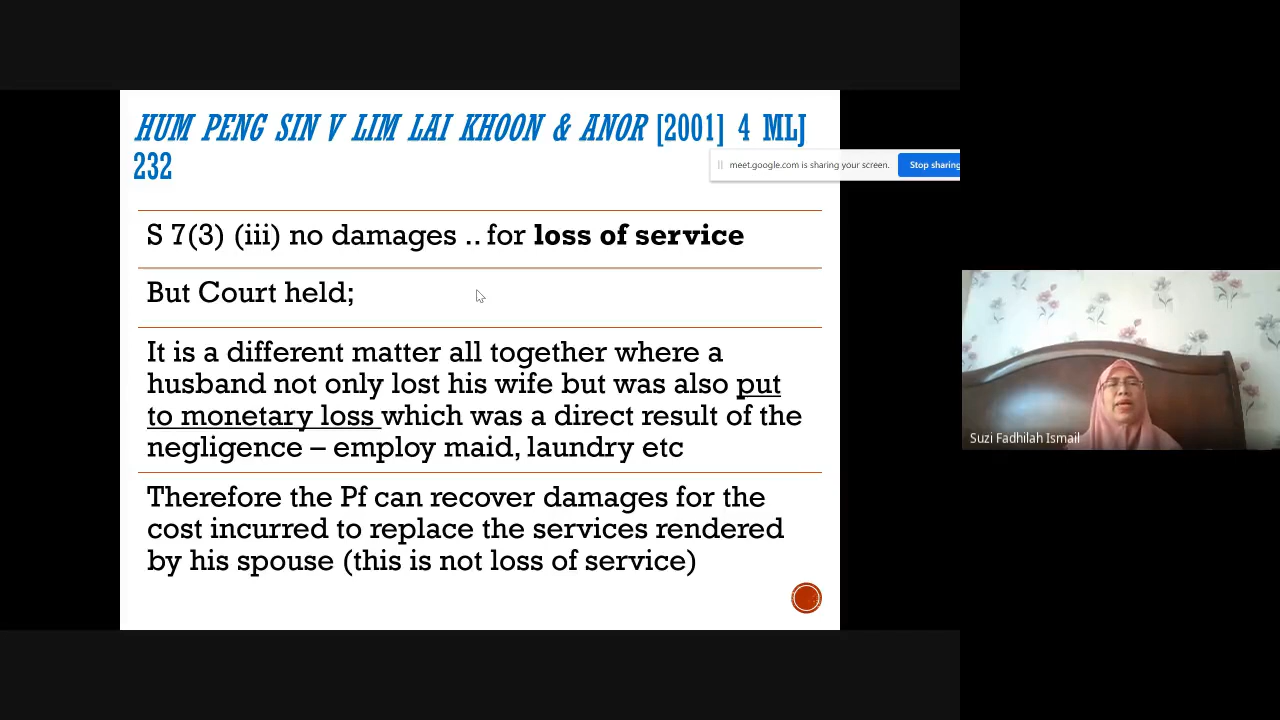 HUM PENG SIN V LIM LAI KHOON & ANOR [2001] 4 MLJ
232
meet.google.com is sharing your screen.
Stop sharing
S 7(3) (iii) no damages .. for loss of service
But Court held;
It is a different matter all together where a
husband not only lost his wife but was also put
to monetary loss which was a direct result of the
negligence – employ maid, laundry etc
Therefore the Pf can recover damages for the
cost incurred to replace the services rendered
by his spouse (this is not loss of service)
Suzi Fadhilah Ismail